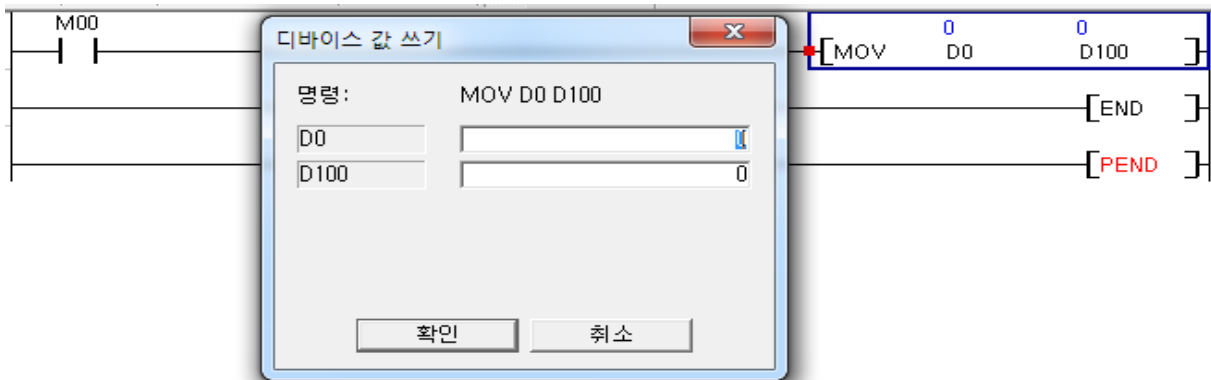 M00
디바이스 값 쓰기
0 0
MOV D0 D100
명령: MOV D0 D100
END
D0 0
D100 0
PEND
확인 취소